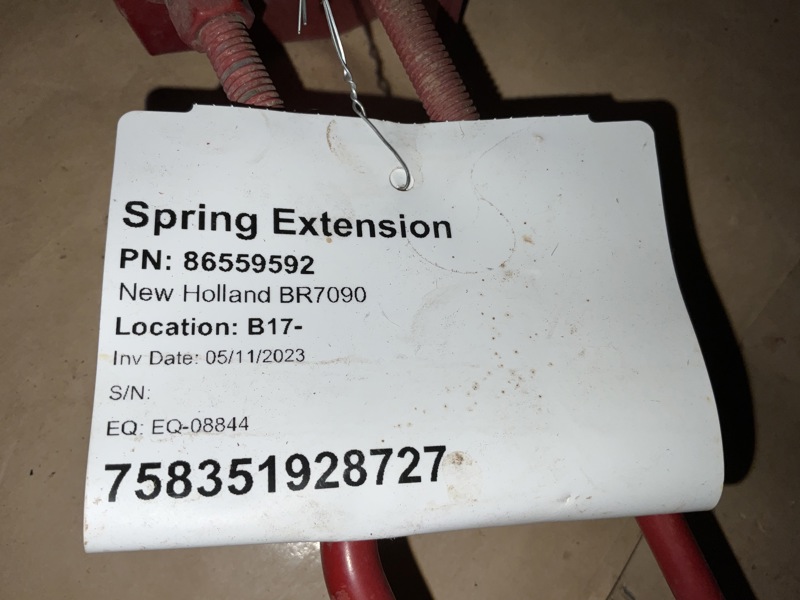 Spring Extension
PN: 86559592
New Holland BR7090
Location: B17-
Inv Date: 05/11/2023
S/N:
EQ: EQ-08844
758351928727